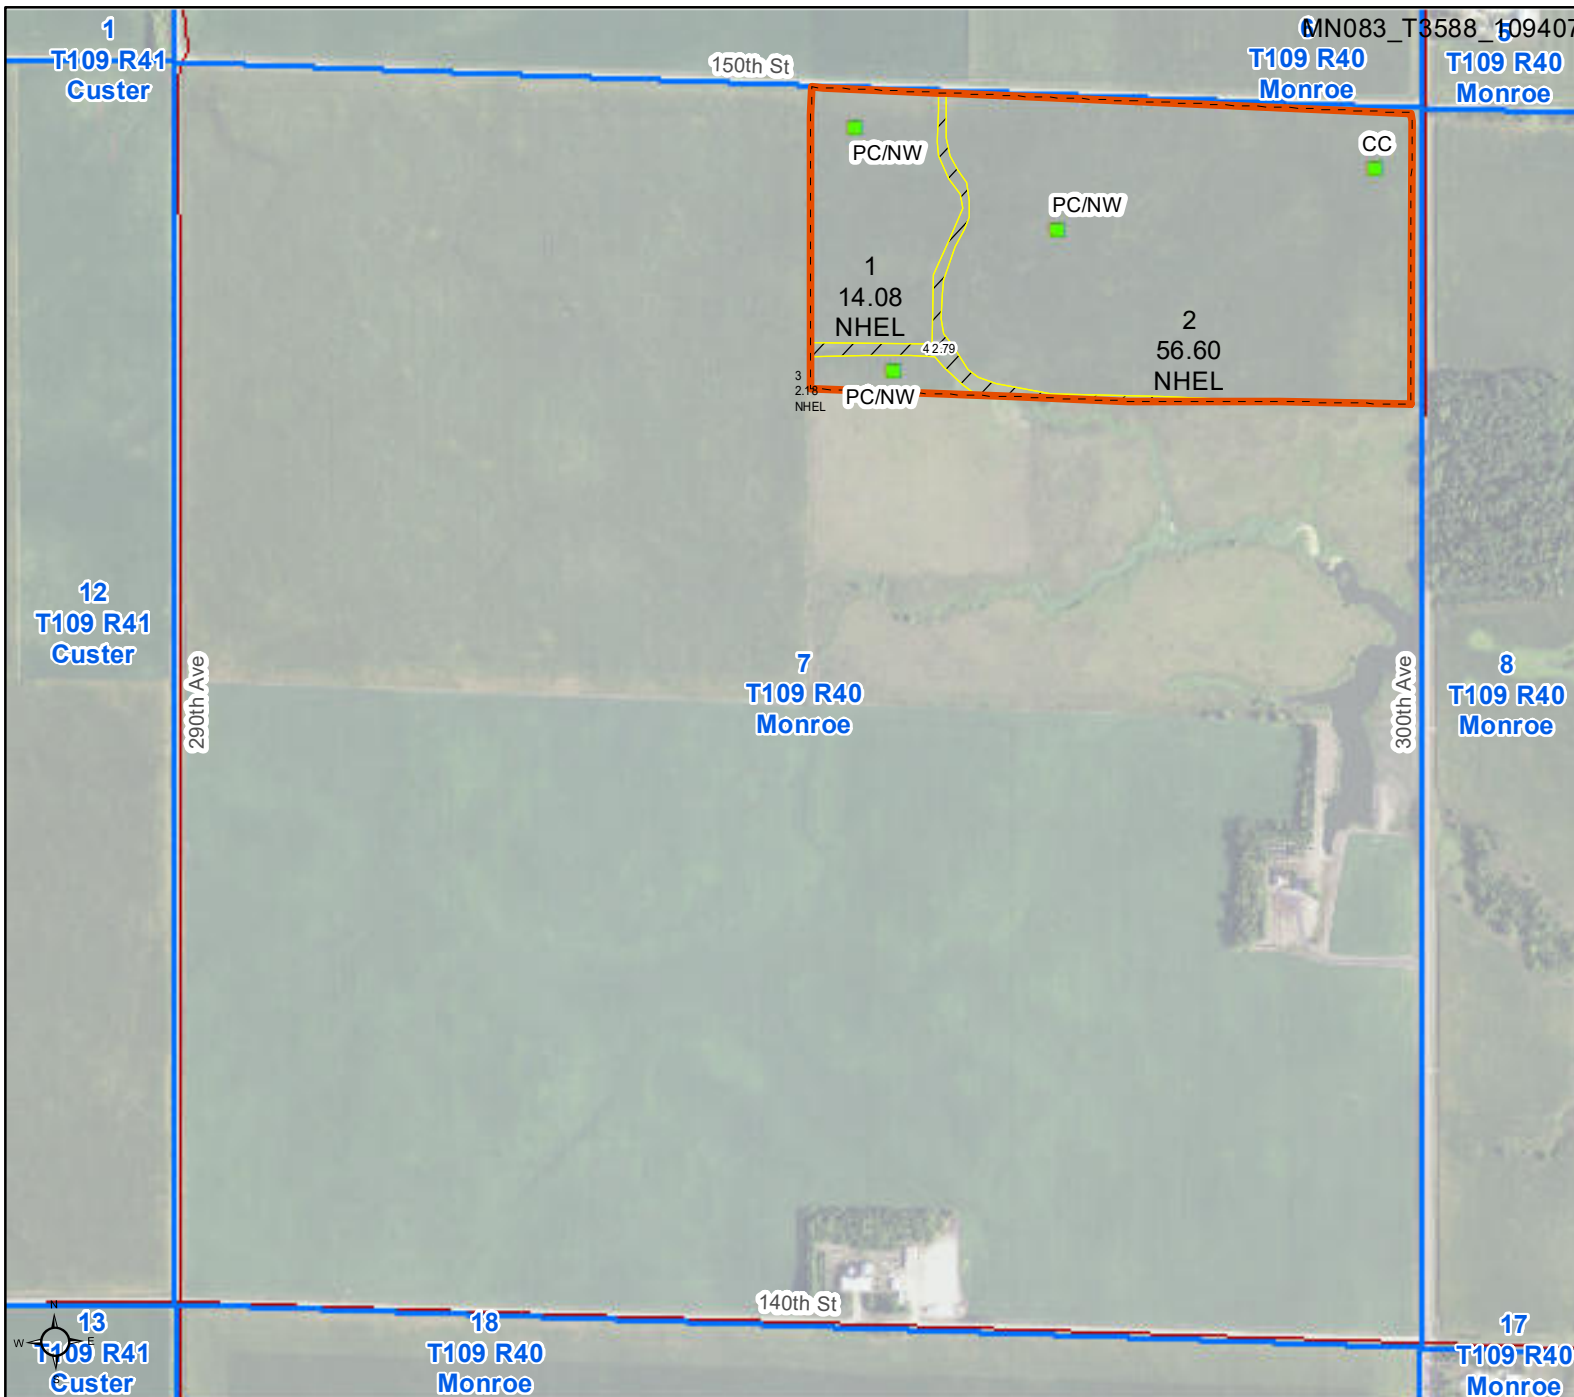 MN083_T3588_109407
1
T109 R41
Custer
150th St
6
T109 R40
Monroe
5
T109 R40
Monroe
PC/NW
CC
PC/NW
1
14.08
NHEL
2
56.60
NHEL
4 2.79
3
2.18
NHEL
PC/NW
12
T109 R41
Custer
290th Ave
7
T109 R40
Monroe
300th Ave
8
T109 R40
Monroe
140th St
N
W
E
S
13
T109 R41
Custer
18
T109 R40
Monroe
17
T109 R40
Monroe